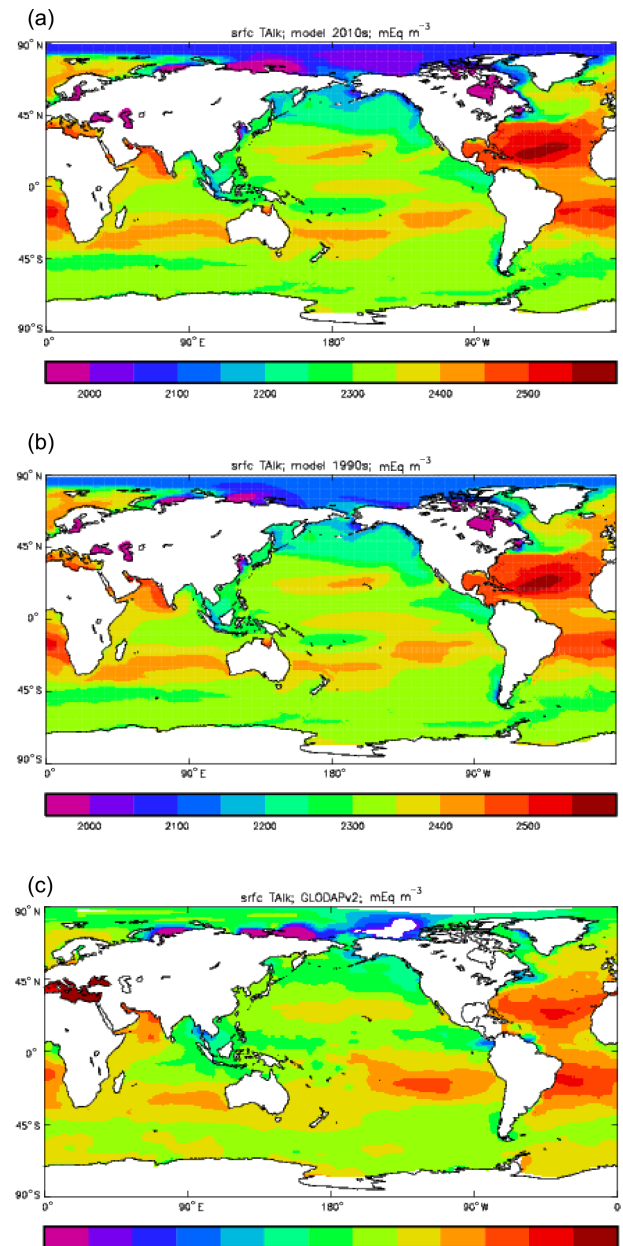 (a)
srfc TAlk; model 2010s; mEq m⁻³
90°N
45°N
0°
45°S
90°S
0° 90°E 180° 90°W
2000 2100 2200 2300 2400 2500
(b)
srfc TAlk; model 1990s; mEq m⁻³
90°N
45°N
0°
45°S
90°S
0° 90°E 180° 90°W
2000 2100 2200 2300 2400 2500
(c)
srfc TAlk; GLODAPv2; mEq m⁻³
90°N
45°N
0°
45°S
90°S
0° 90°E 180° 90°W 0